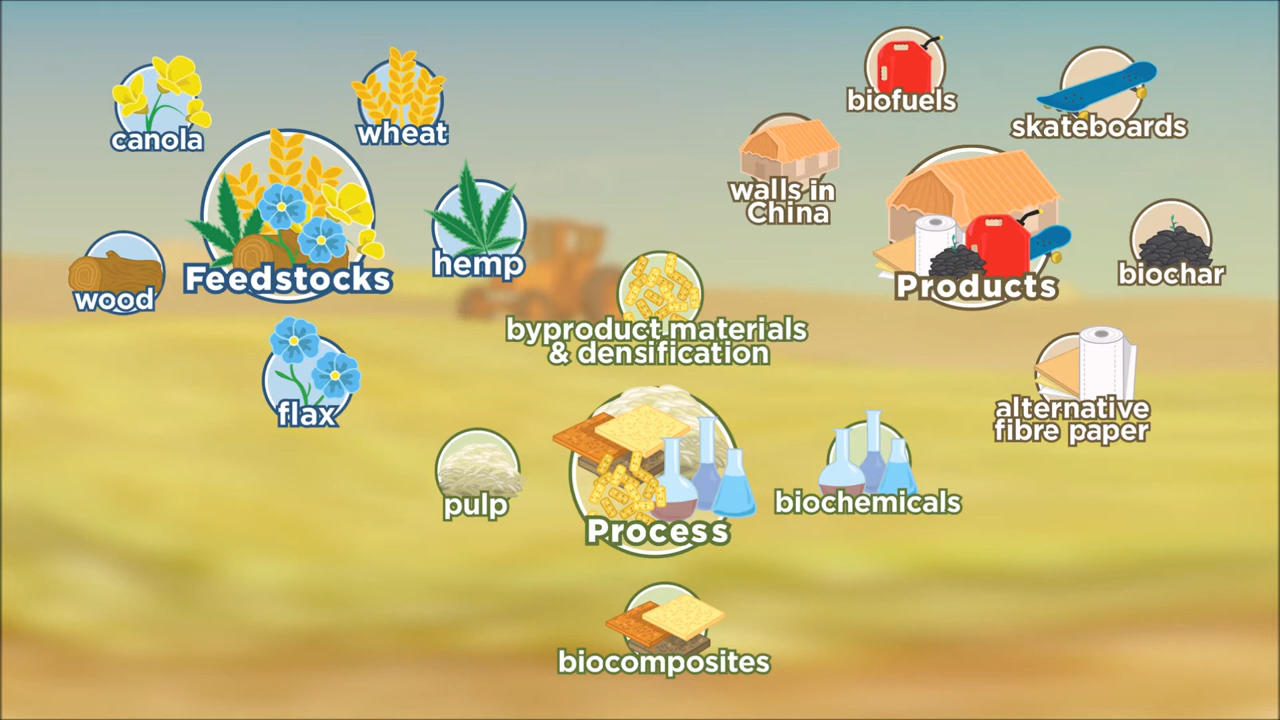 canola
wheat
wood
Feedstocks
hemp
flax
biofuels
skateboards
walls in
China
Products
biochar
alternative
fibre paper
byproduct materials
& densification
pulp
Process
biochemicals
biocomposites